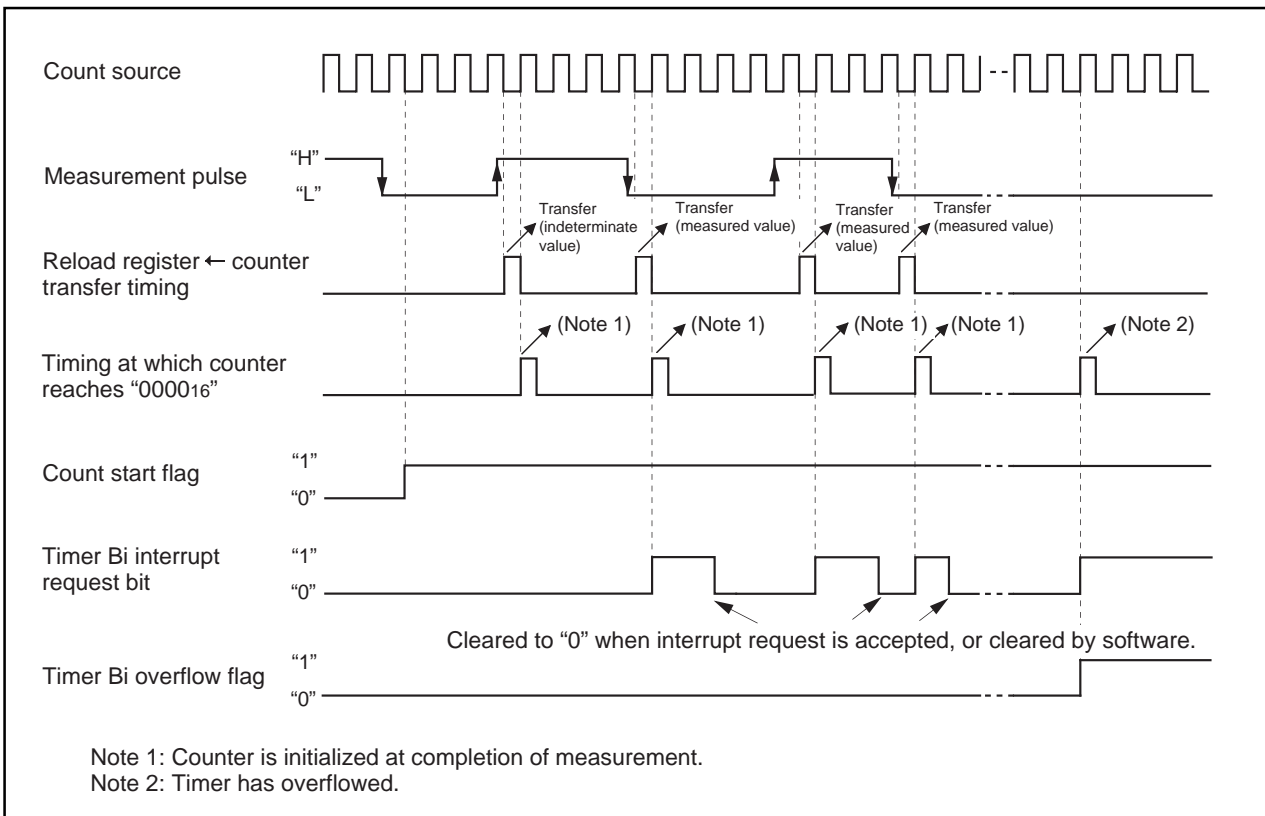 Count source
Measurement pulse
“H”
“L”
Transfer
(indeterminate
value)
Transfer
(measured value)
Transfer
(measured
value)
Transfer
(measured value)
Reload register ← counter
transfer timing
(Note 1)
(Note 1)
(Note 1)
(Note 1)
(Note 2)
Timing at which counter
reaches “000016”
Count start flag
“1”
“0”
Timer Bi interrupt
request bit
“1”
“0”
Cleared to “0” when interrupt request is accepted, or cleared by software.
Timer Bi overflow flag
“1”
“0”
Note 1: Counter is initialized at completion of measurement.
Note 2: Timer has overflowed.